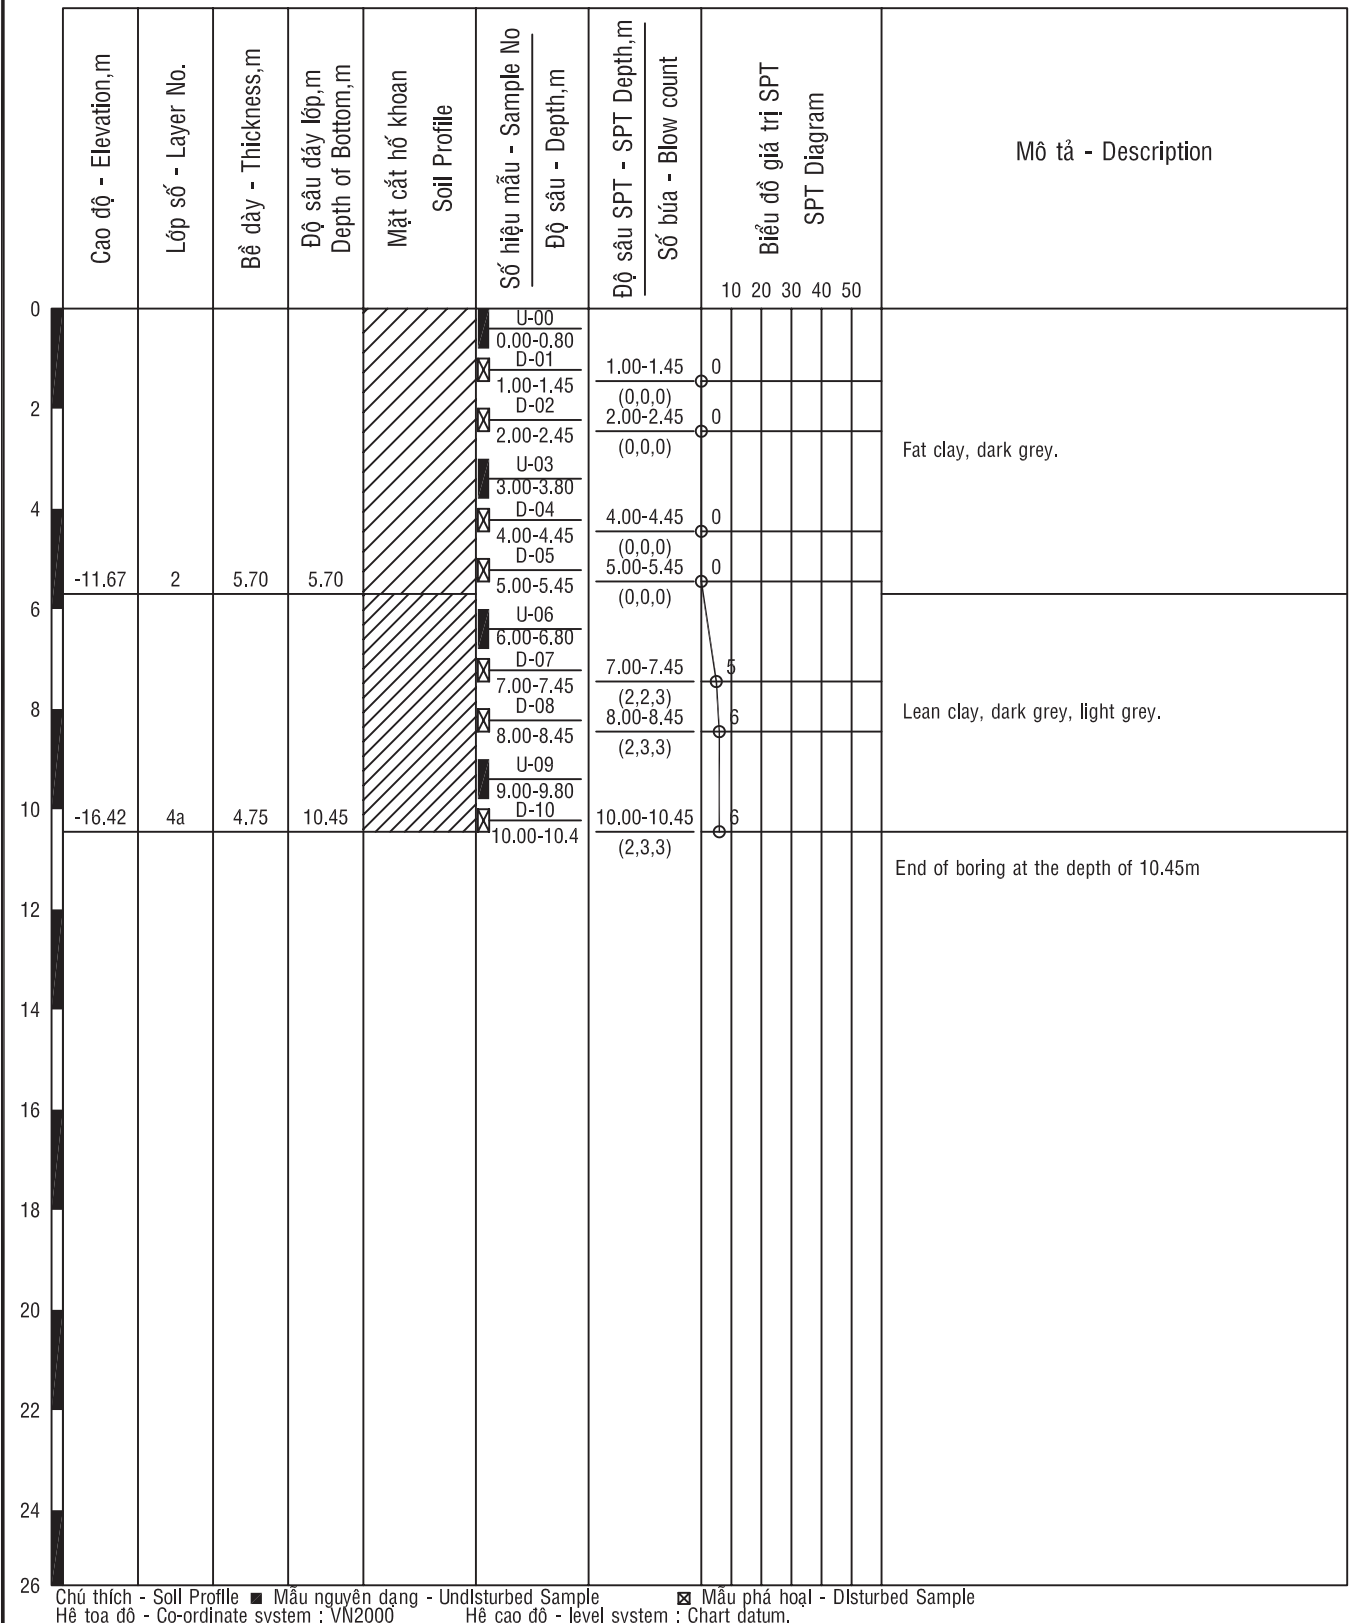 Cao độ - Elevation,m
Lớp số - Layer No.
Bề dày - Thickness,m
Độ sâu đáy lớp,m
Depth of Bottom,m
Mặt cắt hố khoan
Soil Profile
Số hiệu mẫu - Sample No
Độ sâu - Depth,m
Độ sâu SPT - SPT Depth,m
Số búa - Blow count
Biểu đồ giá trị SPT
SPT Diagram
10 20 30 40 50
Mô tả - Description
0
U-00
0.00-0.80
D-01
1.00-1.45
1.00-1.45
0
(0,0,0)
2
D-02
2.00-2.45
2.00-2.45
0
(0,0,0)
Fat clay, dark grey.
U-03
3.00-3.80
4
D-04
4.00-4.45
4.00-4.45
0
(0,0,0)
D-05
5.00-5.45
5.00-5.45
0
(0,0,0)
-11.67 2 5.70 5.70
6
U-06
6.00-6.80
D-07
7.00-7.45
7.00-7.45
5
(2,2,3)
8
D-08
8.00-8.45
8.00-8.45
6
(2,3,3)
Lean clay, dark grey, light grey.
U-09
9.00-9.80
10
-16.42 4a 4.75 10.45
D-10
10.00-10.4
10.00-10.45
6
(2,3,3)
End of boring at the depth of 10.45m
12
14
16
18
20
22
24
26
Chú thích - Soil Profile Mẫu nguyên dạng - Undisturbed Sample Mẫu phá hoại - Disturbed Sample
Hệ tọa độ - Co-ordinate system : VN2000 Hệ cao độ - level system : Chart datum.